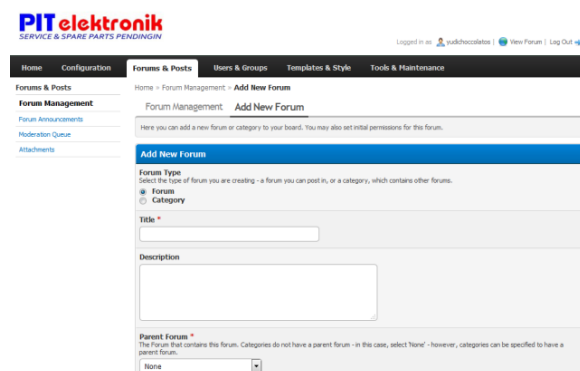 PIT elektronik
SERVICE & SPARE PARTS PENDINGIN
Logged in as yudichoccolatos | View Forum | Log Out
Home Configuration Forums & Posts Users & Groups Templates & Style Tools & Maintenance
Forums & Posts
Forum Management
Forum Announcements
Moderation Queue
Attachments
Home » Forum Management » Add New Forum
Forum Management Add New Forum
Here you can add a new forum or category to your board. You may also set initial permissions for this forum.
Add New Forum
Forum Type
Select the type of forum you are creating - a forum you can post in, or a category, which contains other forums.
Forum
Category
Title *
Description
Parent Forum *
The Forum that contains this forum. Categories do not have a parent forum - in this case, select 'None' - however, categories can be specified to have a
parent forum.
None